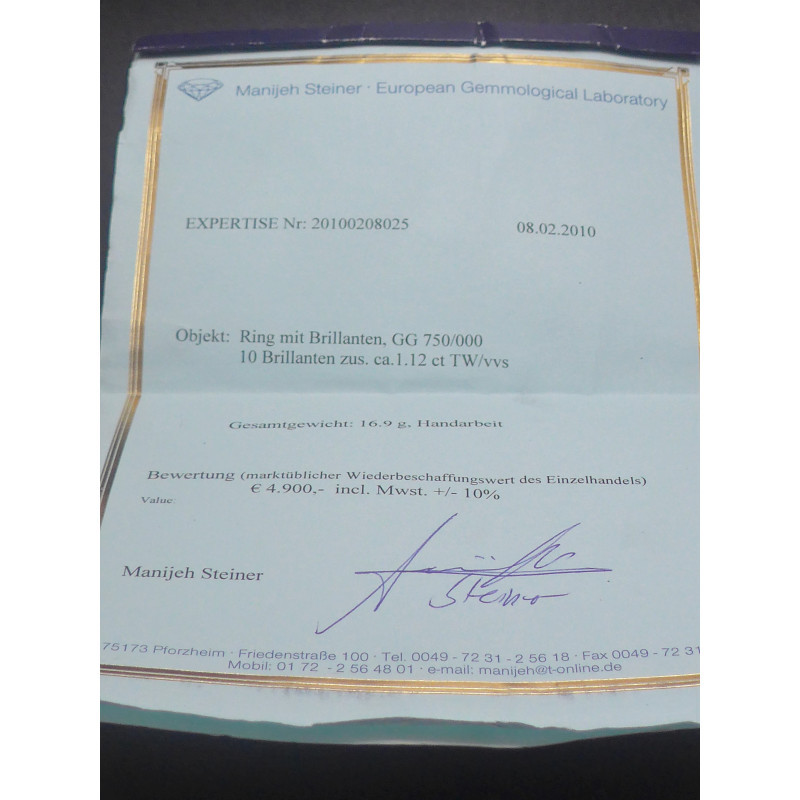 Manijeh Steiner · European Gemmological Laboratory
EXPERTISE Nr: 20100208025 08.02.2010
Objekt: Ring mit Brillanten, GG 750/000
10 Brillanten zus. ca.1.12 ct TW/vvs
Gesamtgewicht: 16.9 g, Handarbeit
Bewertung (marktüblicher Wiederbeschaffungswert des Einzelhandels)
€ 4.900,- incl. Mwst. +/- 10%
Value:
Manijeh Steiner
Steiner
75173 Pforzheim · Friedenstraße 100 · Tel. 0049 - 72 31 - 2 56 18 · Fax 0049 - 72 31
Mobil: 01 72 - 2 56 48 01 · e-mail: manijeh@t-online.de